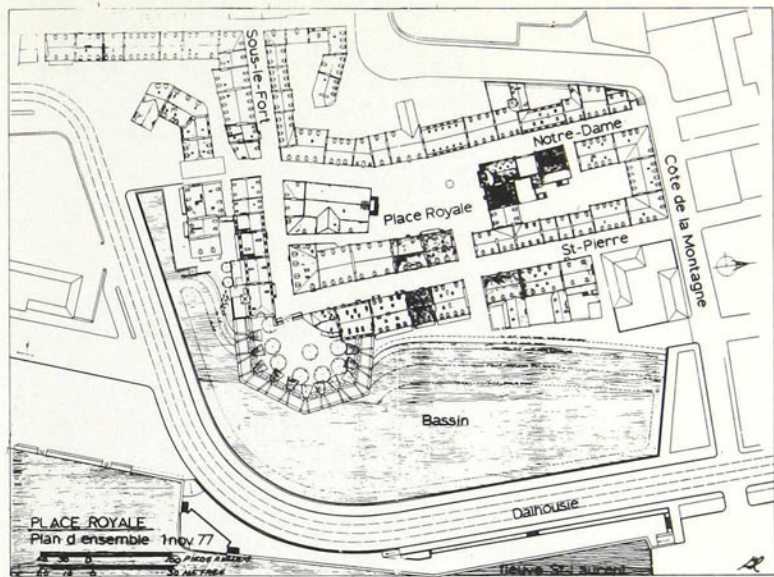 Sous-le-Fort
Notre-Dame
Côte de la Montagne
Place Royale
St-Pierre
Bassin
Dalhousie
PLACE ROYALE
Plan d ensemble 1 nov 77
fleuve St-Laurent